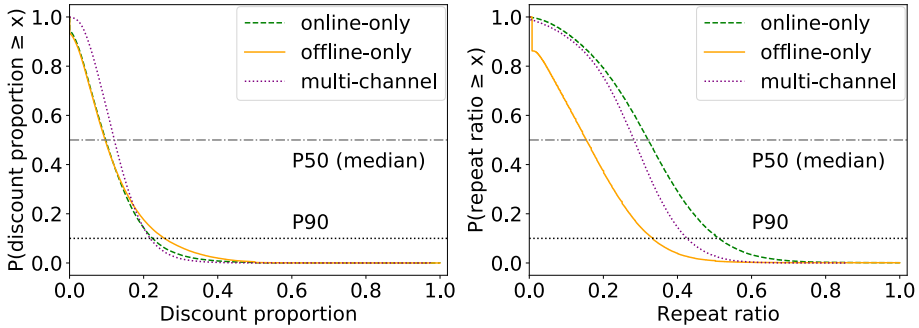 P(discount proportion ≥ x)
1.0
0.8
0.6
0.4
0.2
0.0
online-only
offline-only
multi-channel
P50 (median)
P90
0.0 0.2 0.4 0.6 0.8 1.0
Discount proportion
P(repeat ratio ≥ x)
1.0
0.8
0.6
0.4
0.2
0.0
online-only
offline-only
multi-channel
P50 (median)
P90
0.0 0.2 0.4 0.6 0.8 1.0
Repeat ratio